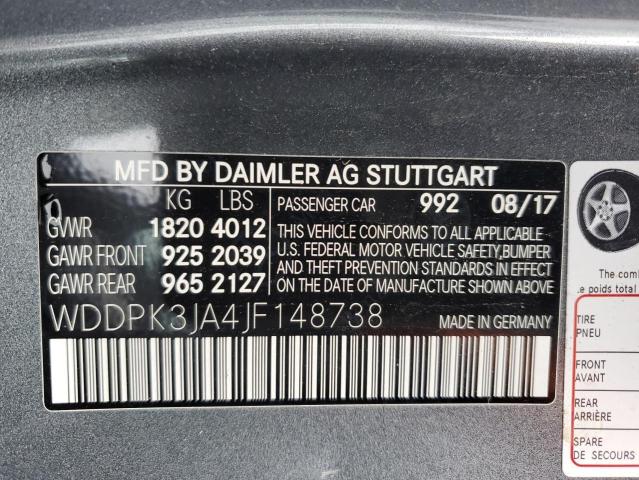 MFD BY DAIMLER AG STUTTGART
KG LBS PASSENGER CAR 992 08/17
GVWR 1820 4012
GAWR FRONT 925 2039
GAWR REAR 965 2127
THIS VEHICLE CONFORMS TO ALL APPLICABLE
U.S. FEDERAL MOTOR VEHICLE SAFETY,BUMPER
AND THEFT PREVENTION STANDARDS IN EFFECT
ON THE DATE OF MANUFACTURE SHOWN ABOVE
WDDPK3JA4JF148738 MADE IN GERMANY
The
poids total
TIRE
PNEU
FRONT
AVANT
REAR
ARRIÈRE
SPARE
DE SECOURS